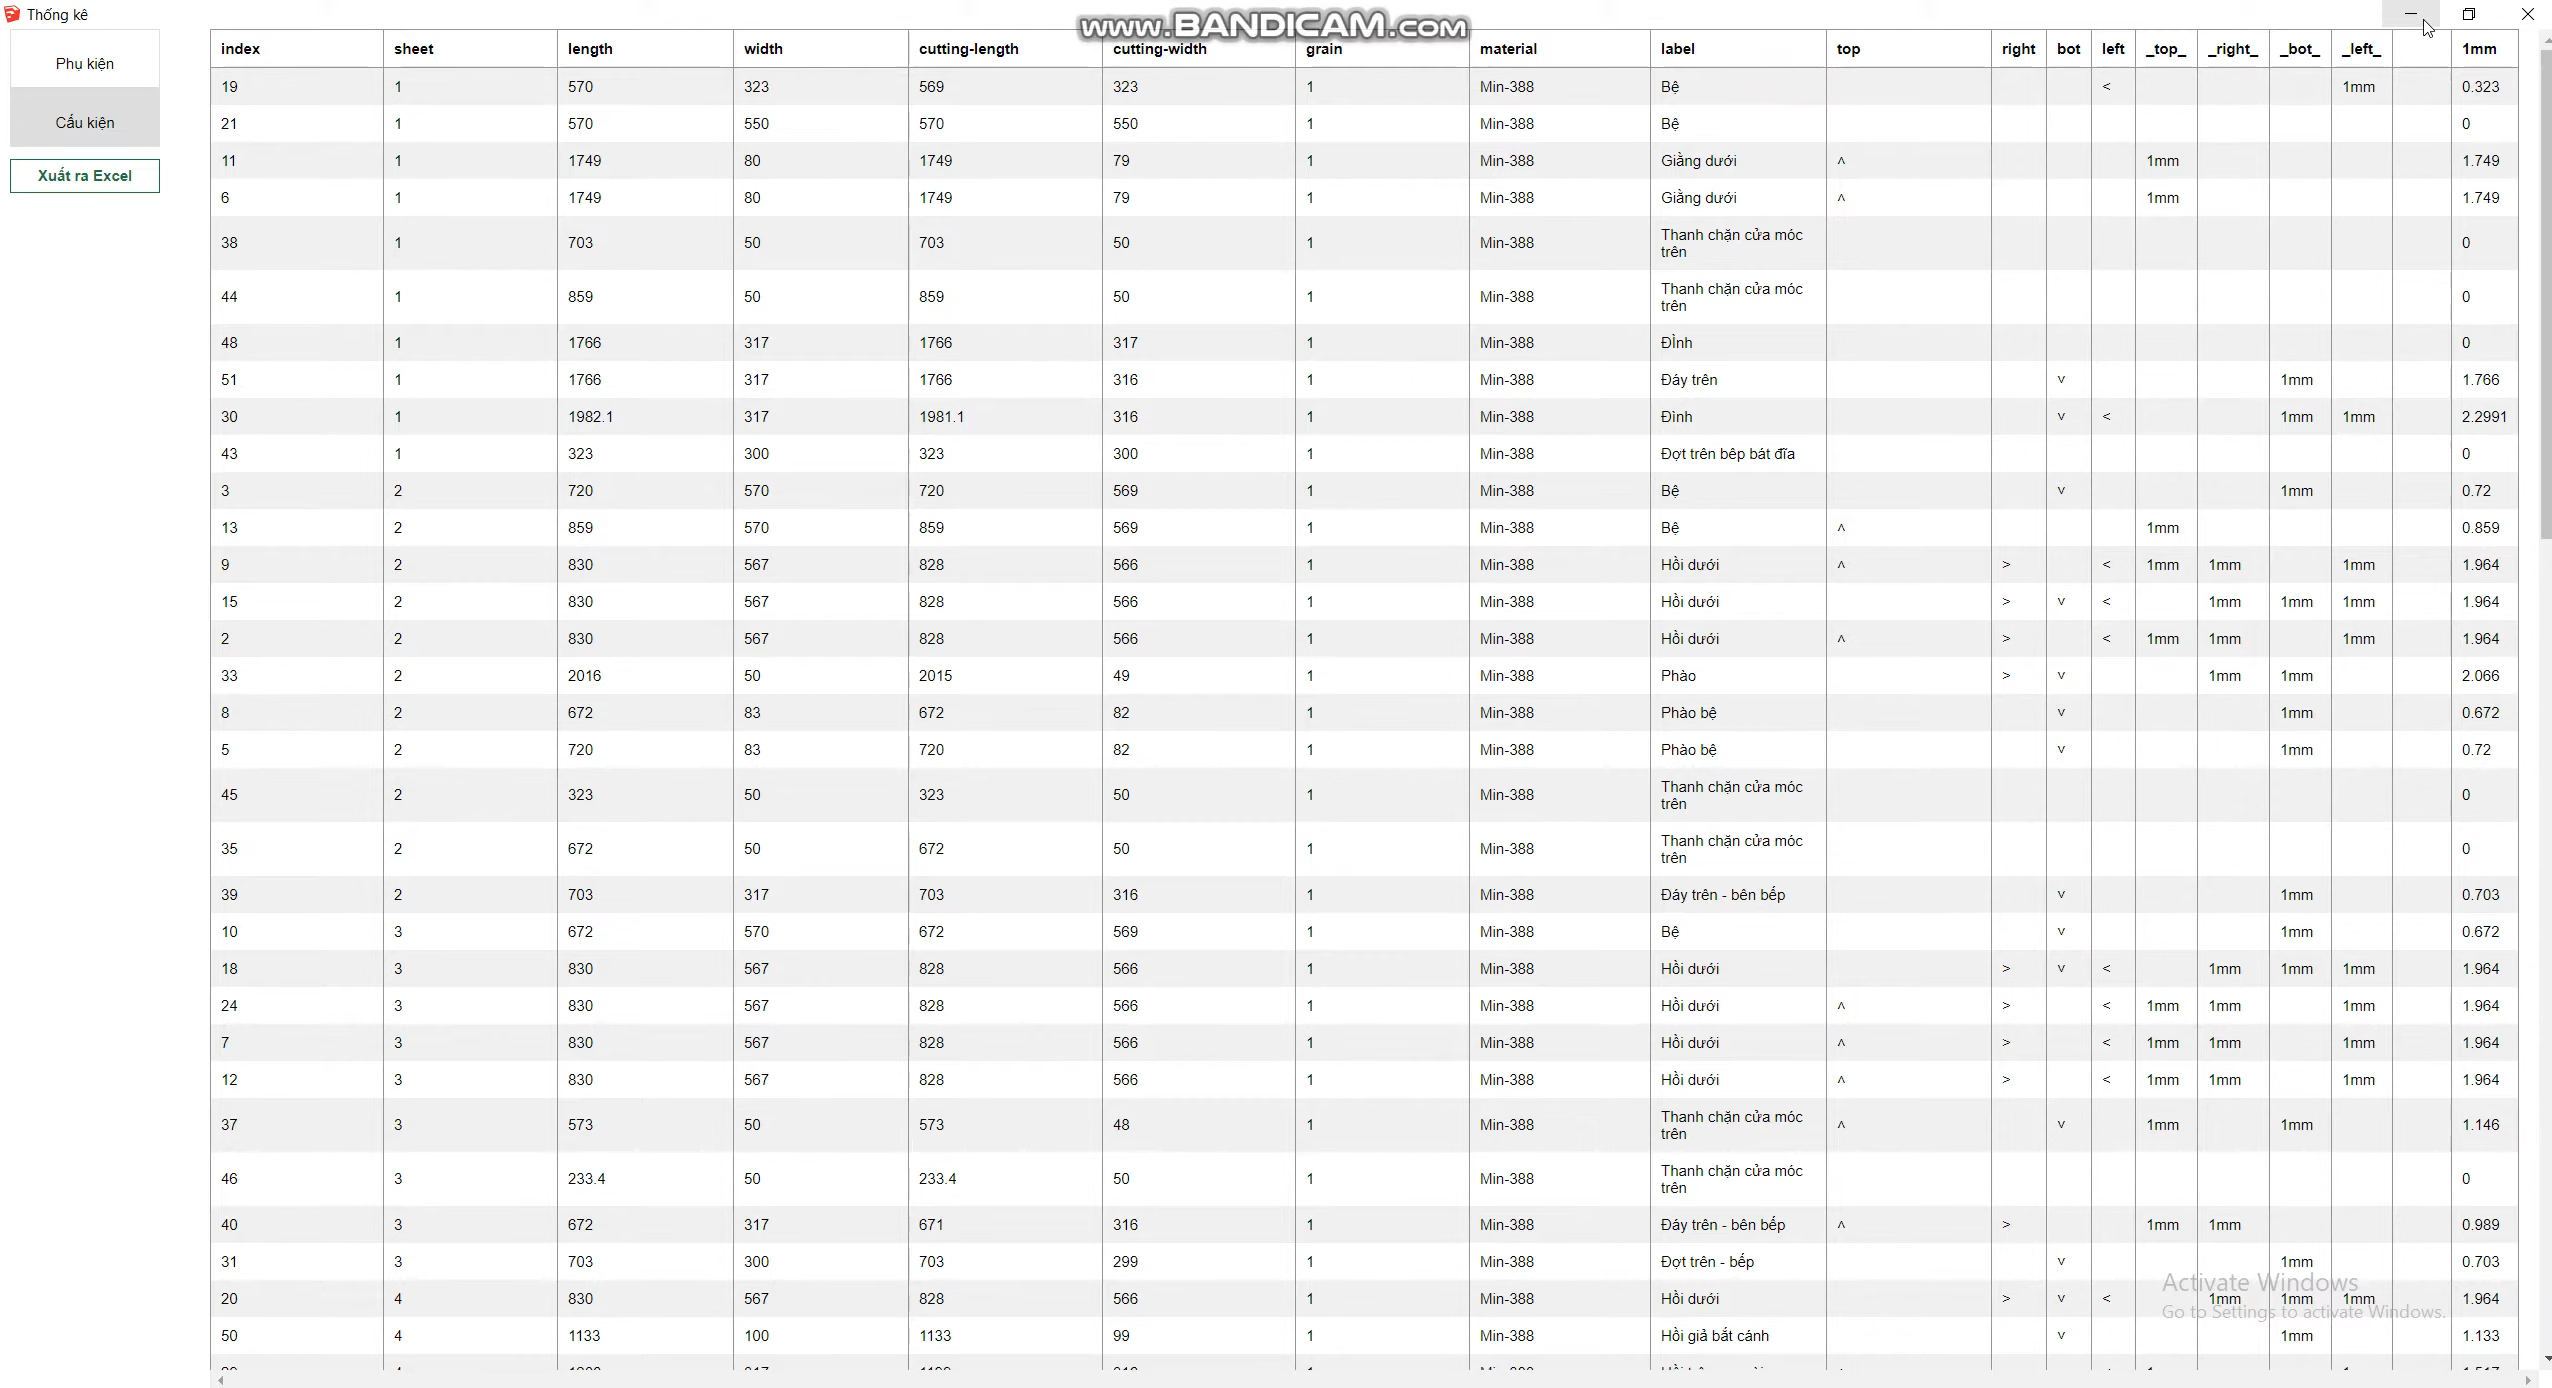 Thống kê
www.BANDICAM.com
Phụ kiện
Cấu kiện
Xuất ra Excel
index sheet length width cutting-length cutting-width grain material label top right bot left _top_ _right_ _bot_ _left_ 1mm
19 1 570 323 569 323 1 Min-388 Bệ < 1mm 0.323
21 1 570 550 570 550 1 Min-388 Bệ 0
11 1 1749 80 1749 79 1 Min-388 Giằng dưới ^ 1mm 1.749
6 1 1749 80 1749 79 1 Min-388 Giằng dưới ^ 1mm 1.749
38 1 703 50 703 50 1 Min-388 Thanh chặn cửa móc trên 0
44 1 859 50 859 50 1 Min-388 Thanh chặn cửa móc trên 0
48 1 1766 317 1766 317 1 Min-388 ĐÌnh 0
51 1 1766 317 1766 316 1 Min-388 Đáy trên v 1mm 1.766
30 1 1982.1 317 1981.1 316 1 Min-388 Đình v < 1mm 1mm 2.2991
43 1 323 300 323 300 1 Min-388 Đợt trên bêp bát đĩa 0
3 2 720 570 720 569 1 Min-388 Bệ v 1mm 0.72
13 2 859 570 859 569 1 Min-388 Bệ ^ 1mm 0.859
9 2 830 567 828 566 1 Min-388 Hồi dưới ^ > < 1mm 1mm 1mm 1.964
15 2 830 567 828 566 1 Min-388 Hồi dưới > v < 1mm 1mm 1mm 1.964
2 2 830 567 828 566 1 Min-388 Hồi dưới ^ > < 1mm 1mm 1mm 1.964
33 2 2016 50 2015 49 1 Min-388 Phào > v 1mm 1mm 2.066
8 2 672 83 672 82 1 Min-388 Phào bệ v 1mm 0.672
5 2 720 83 720 82 1 Min-388 Phào bệ v 1mm 0.72
45 2 323 50 323 50 1 Min-388 Thanh chặn cửa móc trên 0
35 2 672 50 672 50 1 Min-388 Thanh chặn cửa móc trên 0
39 2 703 317 703 316 1 Min-388 Đáy trên - bên bếp v 1mm 0.703
10 3 672 570 672 569 1 Min-388 Bệ v 1mm 0.672
18 3 830 567 828 566 1 Min-388 Hồi dưới > v < 1mm 1mm 1mm 1.964
24 3 830 567 828 566 1 Min-388 Hồi dưới ^ > < 1mm 1mm 1mm 1.964
7 3 830 567 828 566 1 Min-388 Hồi dưới ^ > < 1mm 1mm 1mm 1.964
12 3 830 567 828 566 1 Min-388 Hồi dưới ^ > < 1mm 1mm 1mm 1.964
37 3 573 50 573 48 1 Min-388 Thanh chặn cửa móc trên ^ v 1mm 1mm 1.146
46 3 233.4 50 233.4 50 1 Min-388 Thanh chặn cửa móc trên 0
40 3 672 317 671 316 1 Min-388 Đáy trên - bên bếp ^ > 1mm 1mm 0.989
31 3 703 300 703 299 1 Min-388 Đợt trên - bếp v 1mm 0.703
20 4 830 567 828 566 1 Min-388 Hồi dưới > v < 1mm 1mm 1mm 1.964
50 4 1133 100 1133 99 1 Min-388 Hồi giả bắt cánh v 1mm 1.133
Activate Windows
Go to Settings to activate Windows.